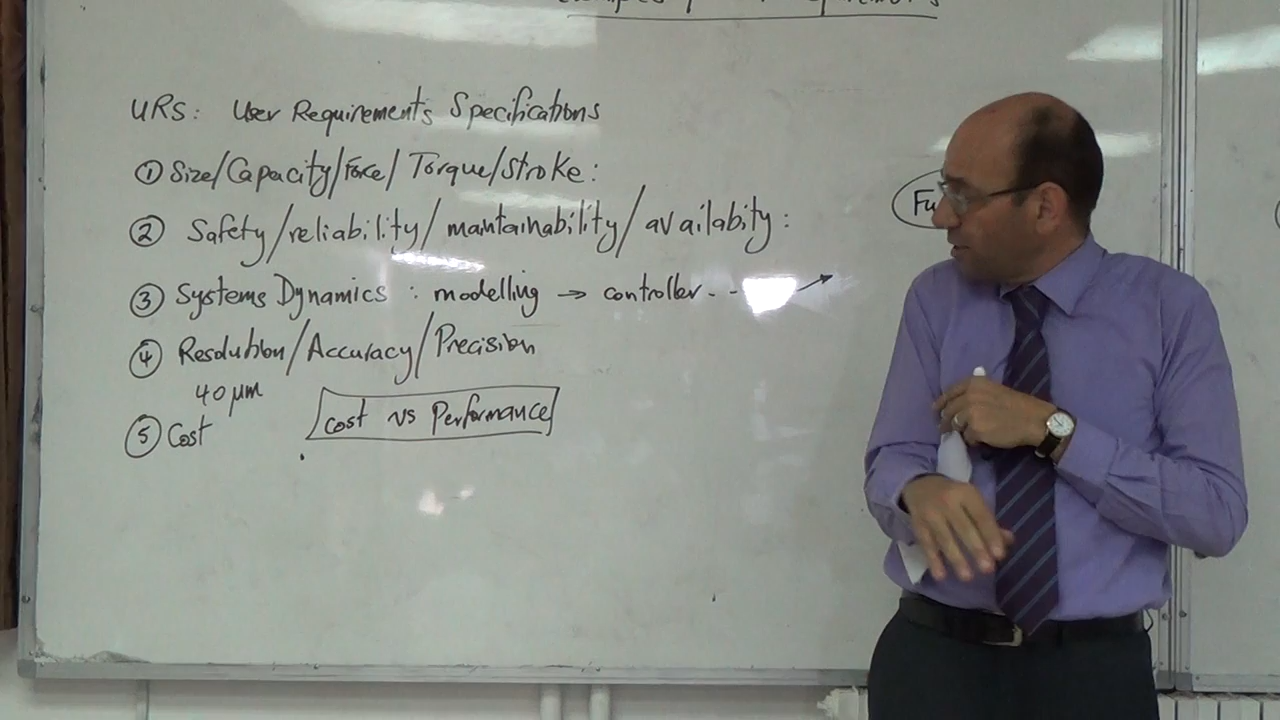 URS: User Requirements Specifications
① Size/Capacity/Force/Torque/Stroke:
② Safety/reliability/maintainability/availabity:
③ Systems Dynamics : modelling → controller - - →
④ Resolution/Accuracy/Precision
40 μm
⑤ Cost
Cost vs Performance
Fu